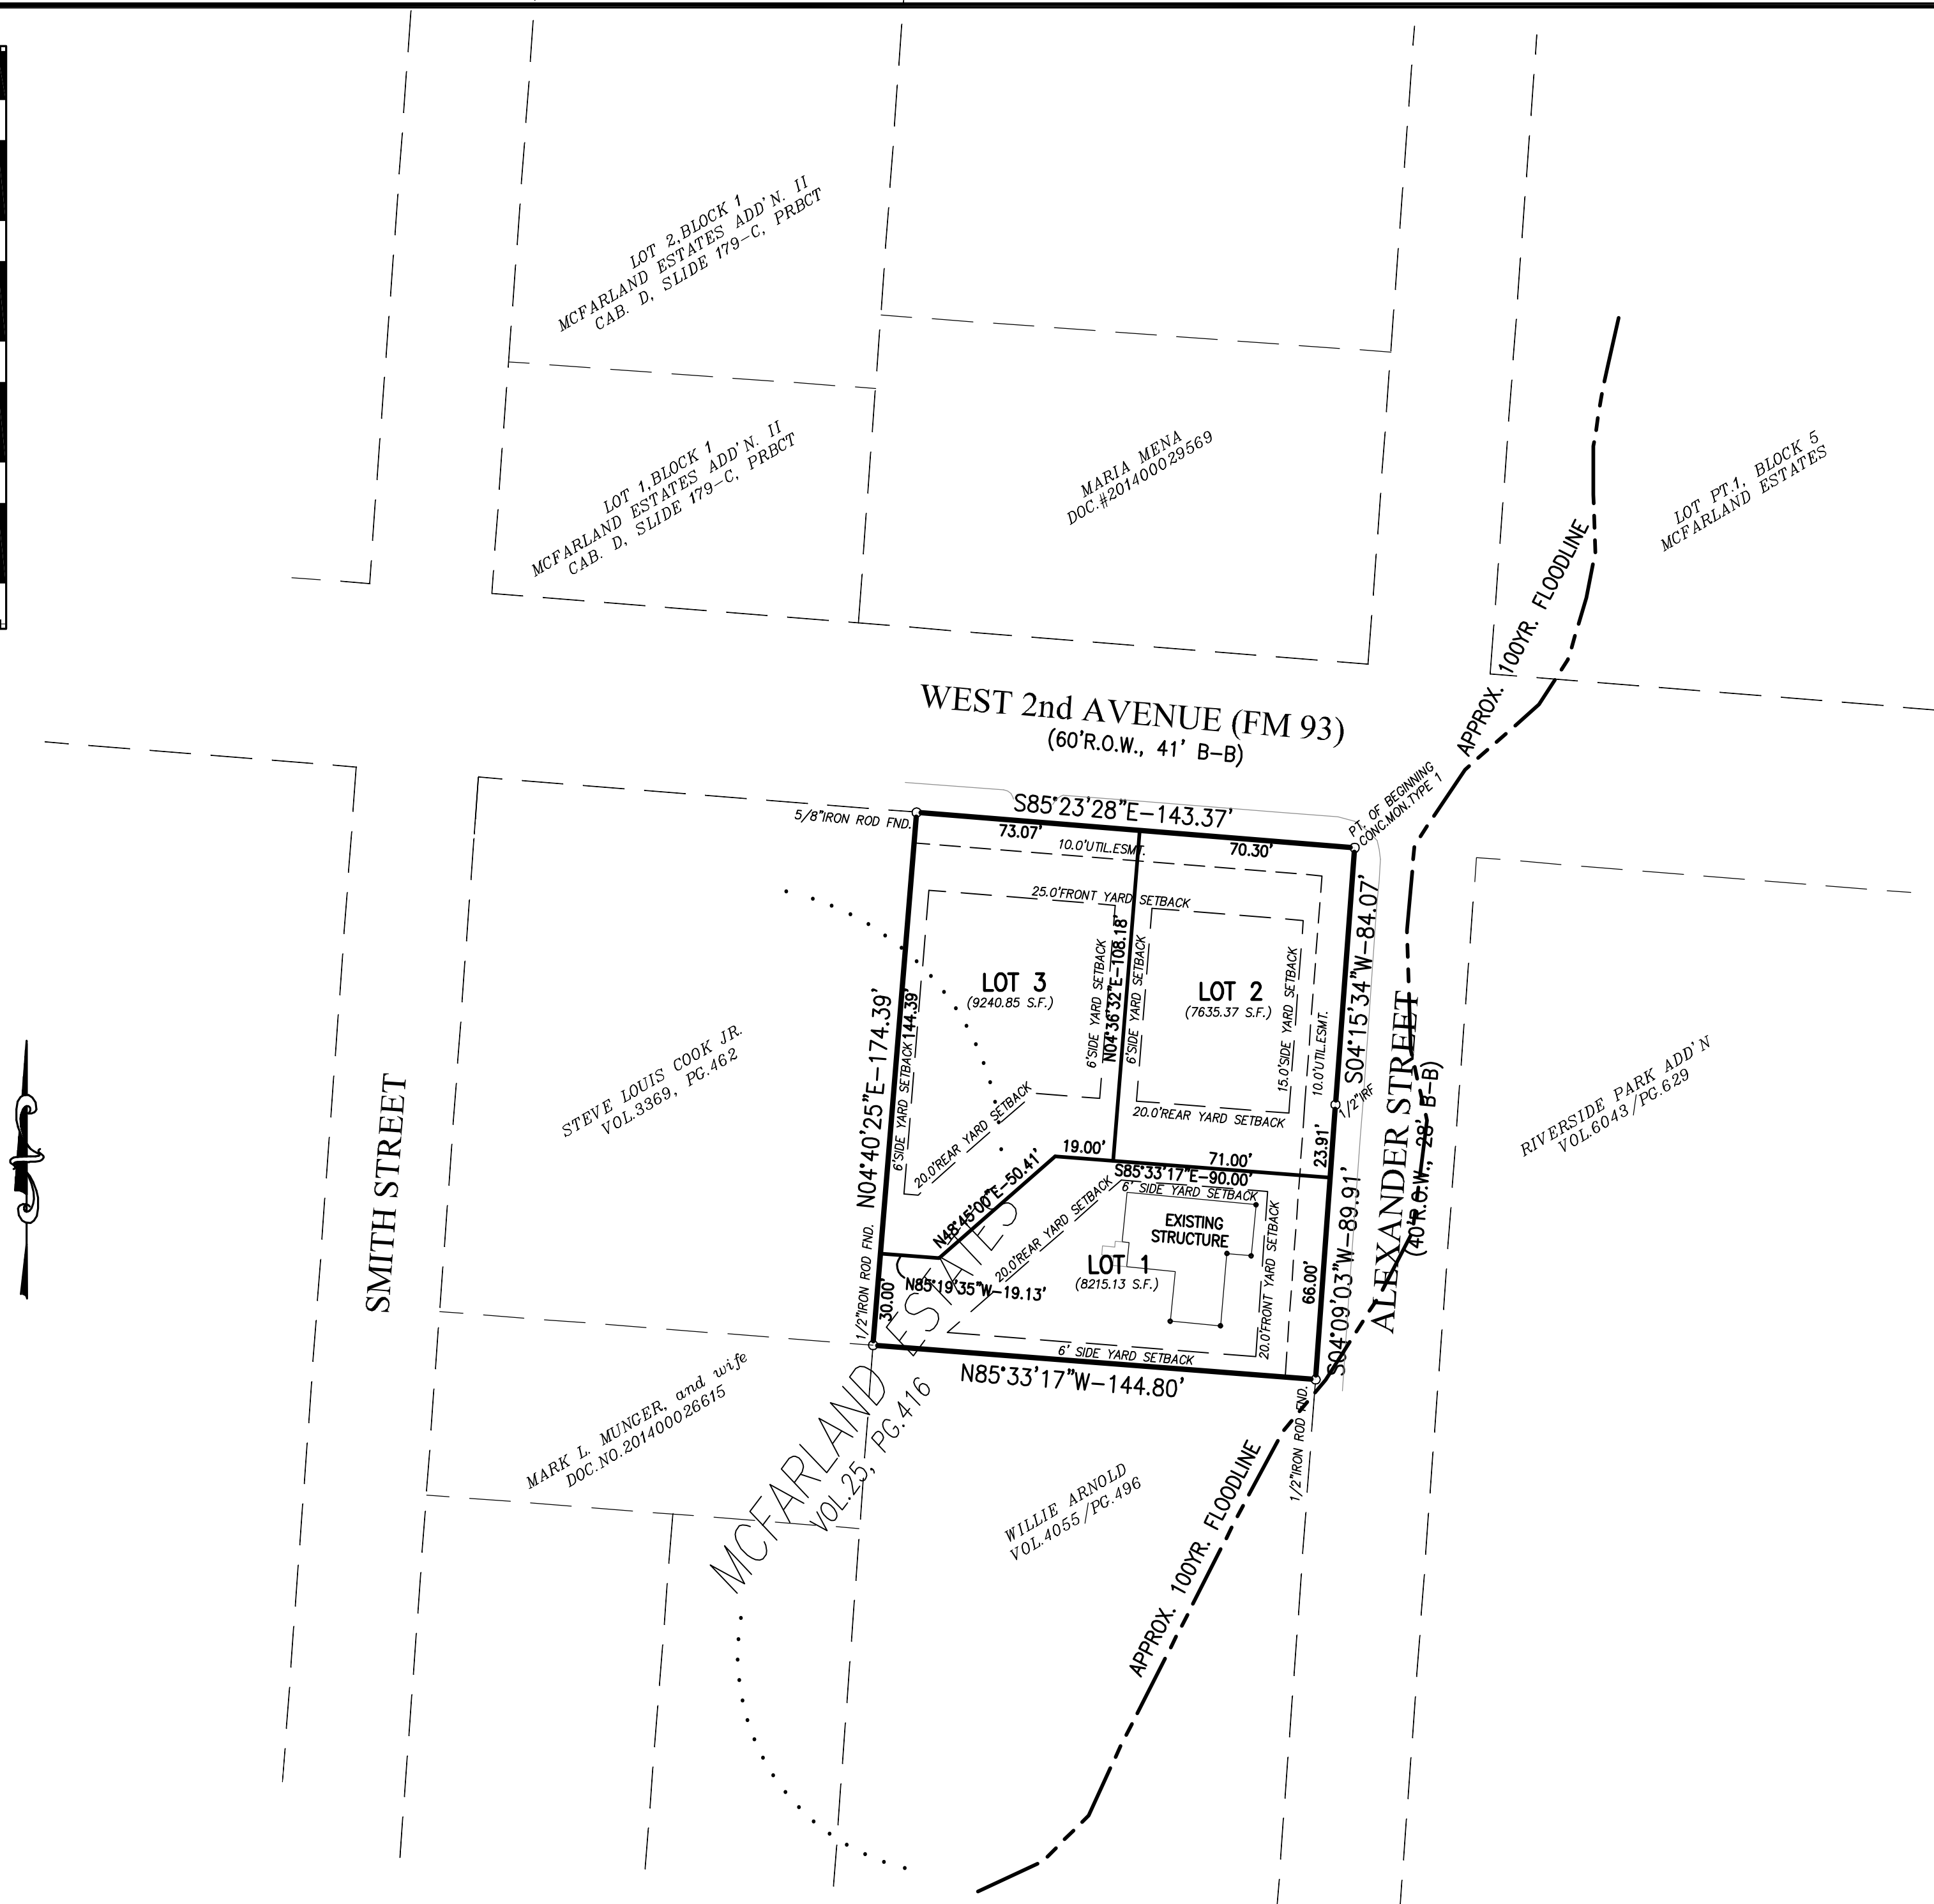 LOT 2,BLOCK 1
MCFARLAND ESTATES ADD'N. II
CAB. D, SLIDE 179-C, PRBCT
LOT 1,BLOCK 1
MCFARLAND ESTATES ADD'N. II
CAB. D, SLIDE 179-C, PRBCT
MARIA MENA
DOC.#201400029569
LOT PT.1, BLOCK 5
MCFARLAND ESTATES
APPROX. 100YR. FLOODLINE
WEST 2nd AVENUE (FM 93)
(60'R.O.W., 41' B-B)
PT. OF BEGINNING
CONC.MON.TYPE 1
5/8"IRON ROD FND.
S85°23'28"E-143.37'
73.07'
70.30'
10.0'UTIL.ESMT.
25.0'FRONT YARD SETBACK
LOT 3
(9240.85 S.F.)
6'SIDE YARD SETBACK
N04°36'32"E-108.18'
6'SIDE YARD SETBACK
LOT 2
(7635.37 S.F.)
15.0'SIDE YARD SETBACK
10.0'UTIL.ESMT.
S04°15'34"W-84.07'
1/2"IRF
23.91'
N04°40'25"E-174.39'
144.39'
6'SIDE YARD SETBACK
20.0'REAR YARD SETBACK
20.0'REAR YARD SETBACK
19.00'
71.00'
S85°33'17"E-90.00'
N48°45'00"E-50.41'
6' SIDE YARD SETBACK
20.0'REAR YARD SETBACK
EXISTING
STRUCTURE
LOT 1
(8215.13 S.F.)
20.0'FRONT YARD SETBACK
66.00'
S04°09'03"W-89.91'
ALEXANDER STREET
(40'R.O.W., 28' B-B)
N85°19'35"W-19.13'
30.00'
1/2"IRON ROD FND.
6' SIDE YARD SETBACK
N85°33'17"W-144.80'
1/2"IRON ROD FND.
STEVE LOUIS COOK JR.
VOL.3369, PG.462
SMITH STREET
RIVERSIDE PARK ADD'N
VOL.6043/PG.629
MARK L. MUNGER, and wife
DOC.NO.201400026615
MCFARLAND ESTATES
VOL.25, PG.416
WILLIE ARNOLD
VOL.4055/PG.496
APPROX. 100YR. FLOODLINE